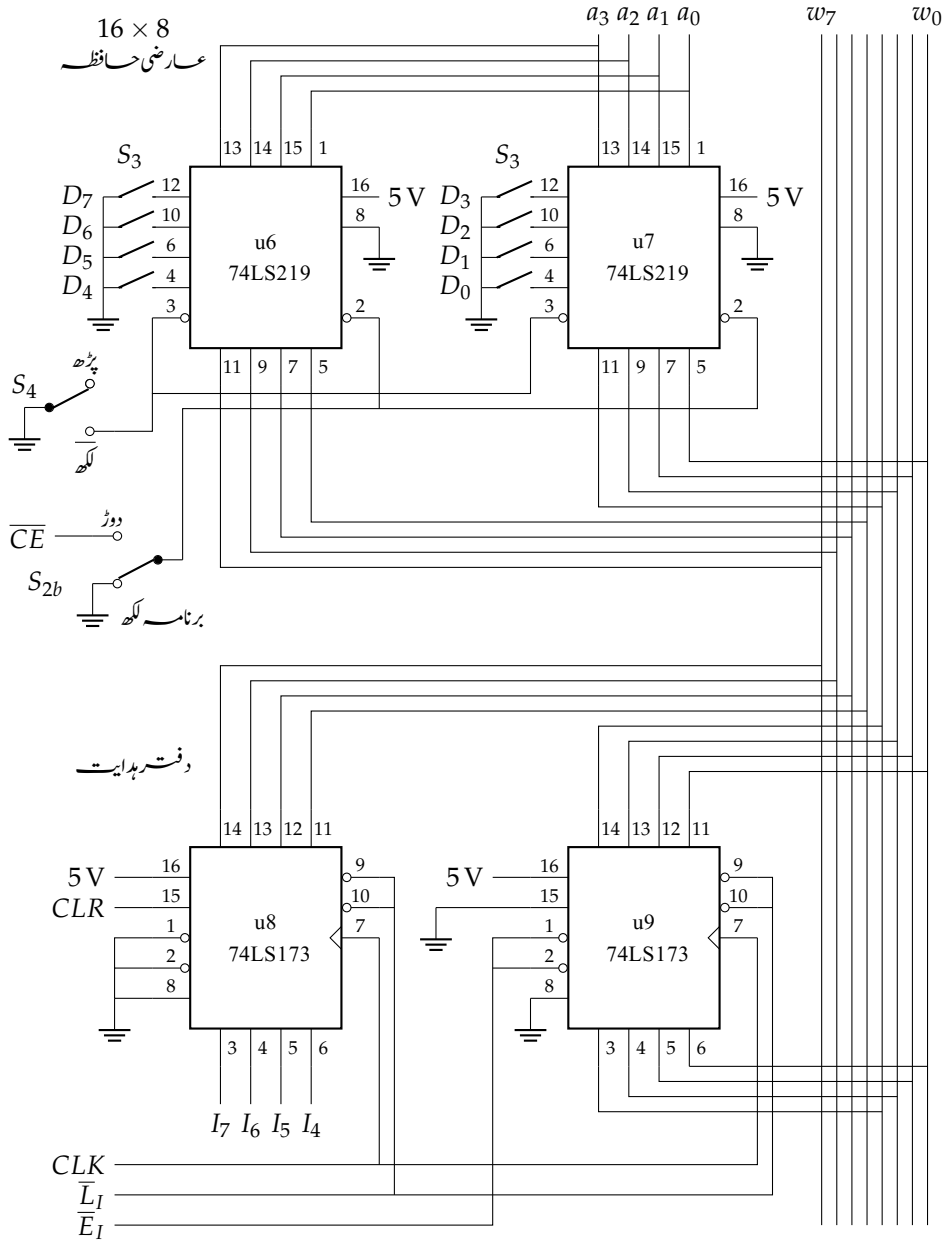 a3 a2 a1 a0 w7 w0
16 × 8
عارضی حافظہ
13 14 15 1 13 14 15 1
S3 S3
D7 12 16 5 V D3 12 16 5 V
D6 10 8 D2 10 8
u6 u7
D5 6 74LS219 D1 6 74LS219
D4 4 D0 4
3 2 3 2
11 9 7 5 11 9 7 5
پڑھ
S4
لکھ
دوڑ
CE
S2b
برنامہ لکھ
دفتر ہدایت
14 13 12 11 14 13 12 11
5 V 16 9 5 V 16 9
CLR 15 10 15 10
u8 u9
1 7 1 7
74LS173 74LS173
2 2
8 8
3 4 5 6 3 4 5 6
I7 I6 I5 I4
CLK
LI
EI